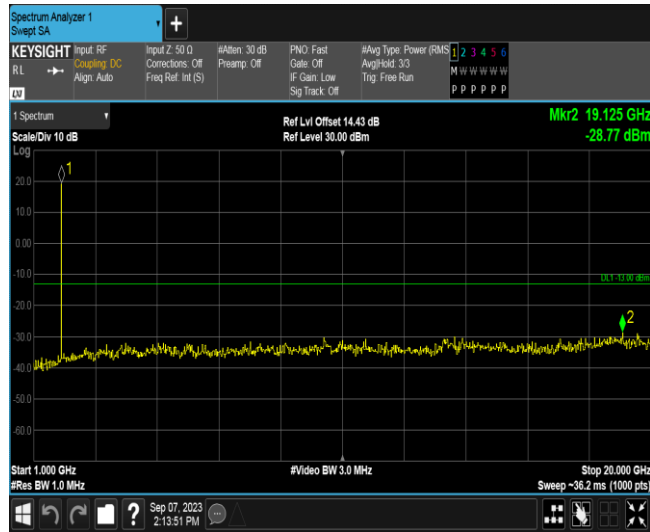 Spectrum Analyzer 1
Swept SA
+
KEYSIGHT
RL
LXI
Input: RF
Coupling: DC
Align: Auto
Input Z: 50 Ω
Corrections: Off
Freq Ref: Int (S)
#Atten: 30 dB
Preamp: Off
PNO: Fast
Gate: Off
IF Gain: Low
Sig Track: Off
#Avg Type: Power (RMS
Avg|Hold: 3/3
Trig: Free Run
1 2 3 4 5 6
M W W W W W
P P P P P P
1 Spectrum
Scale/Div 10 dB
Ref Lvl Offset 14.43 dB
Ref Level 30.00 dBm
Mkr2 19.125 GHz
-28.77 dBm
Log
1
20.0
10.0
0.00
-10.0
DL1 -13.00 dBm
-20.0
2
-30.0
-40.0
-50.0
-60.0
Start 1.000 GHz
#Video BW 3.0 MHz
Stop 20.000 GHz
#Res BW 1.0 MHz
Sweep ~36.2 ms (1000 pts)
?
Sep 07, 2023
2:13:51 PM